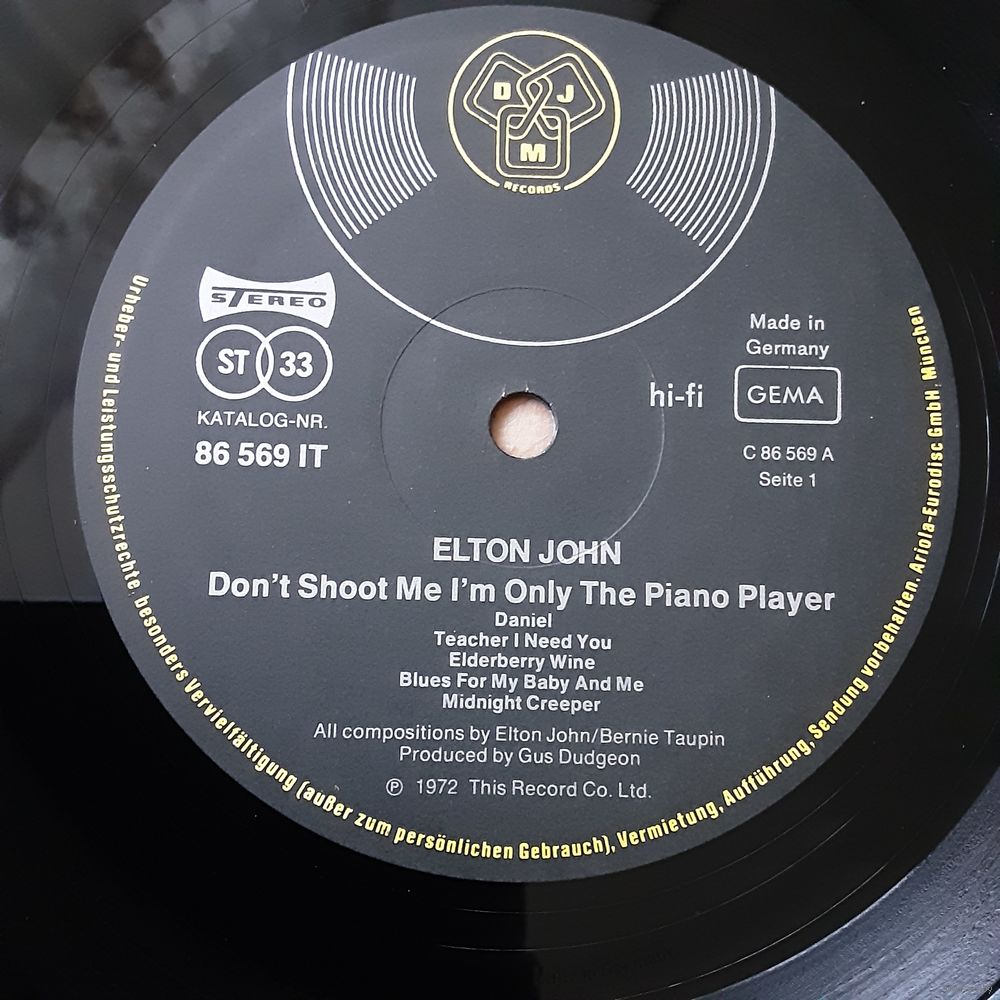 D J
M
RECORDS
STEREO
ST 33
KATALOG-NR.
86 569 IT
Made in
Germany
hi-fi
GEMA
C 86 569 A
Seite 1
ELTON JOHN
Don't Shoot Me I'm Only The Piano Player
Daniel
Teacher I Need You
Elderberry Wine
Blues For My Baby And Me
Midnight Creeper
All compositions by Elton John/Bernie Taupin
Produced by Gus Dudgeon
℗ 1972 This Record Co. Ltd.
Urheber- und Leistungsschutzrechte, besonders Vervielfältigung (außer zum persönlichen Gebrauch), Vermietung, Aufführung, Sendung vorbehalten. Ariola-Eurodisc GmbH, München